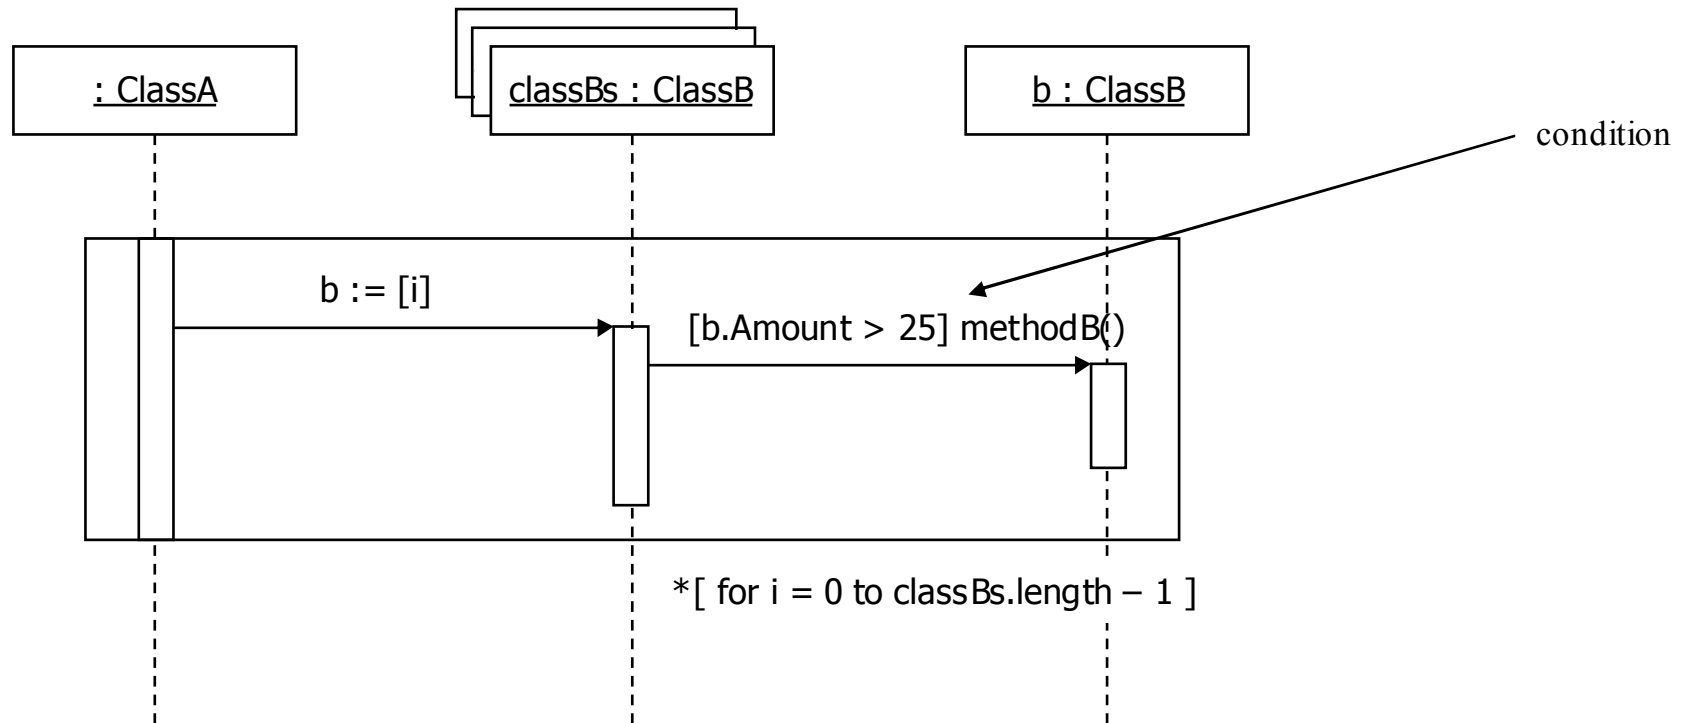 : ClassA
classBs : ClassB
b : ClassB
condition
b := [i]
[b.Amount > 25] methodB()
*[ for i = 0 to classBs.length – 1 ]